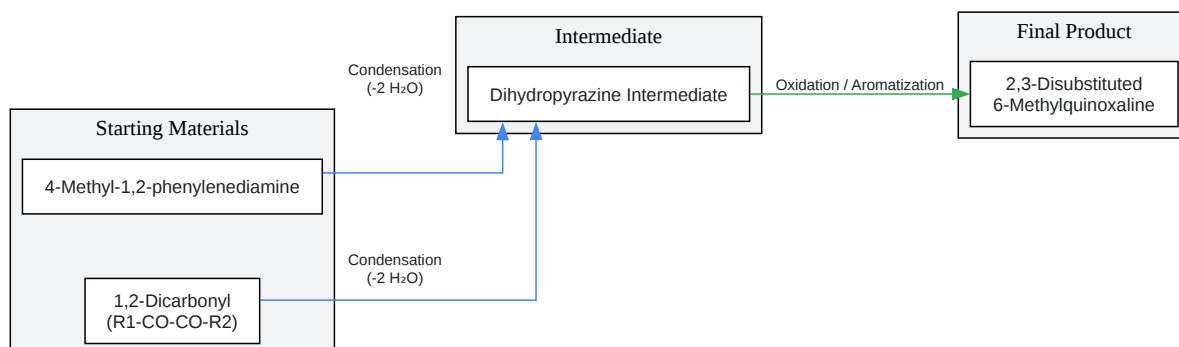 Starting Materials
4-Methyl-1,2-phenylenediamine
1,2-Dicarbonyl
(R1-CO-CO-R2)
Condensation
(-2 H₂O)
Condensation
(-2 H₂O)
Intermediate
Dihydropyrazine Intermediate
Oxidation / Aromatization
Final Product
2,3-Disubstituted
6-Methylquinoxaline